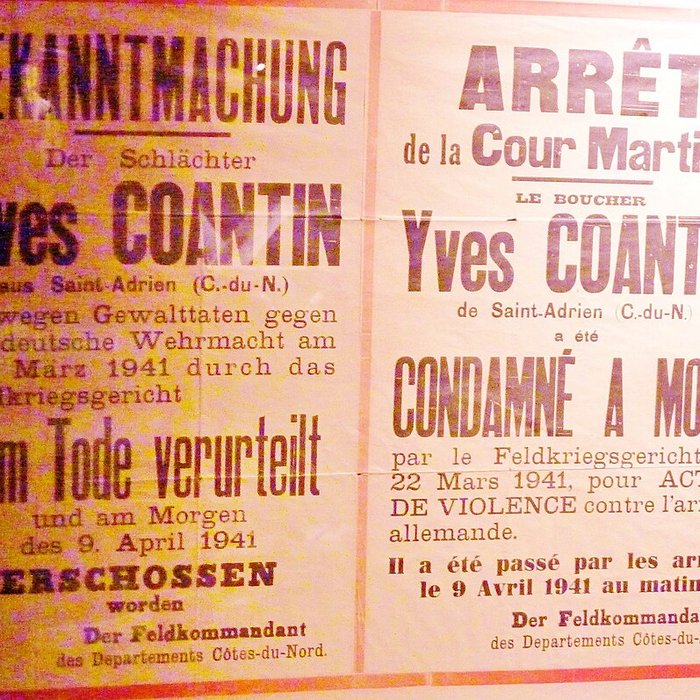 EKANNTMACHUNG
Der Schlächter
ves COANTIN
aus Saint-Adrien (C.-du-N.)
wegen Gewalttaten gegen
deutsche Wehrmacht am
März 1941 durch das
dkriegsgericht
m Tode verurteilt
und am Morgen
des 9. April 1941
ERSCHOSSEN
worden
Der Feldkommandant
des Departements Côtes-du-Nord.
ARRÊT
de la Cour Marti
LE BOUCHER
Yves COANT
de Saint-Adrien (C.-du-N.)
a été
CONDAMNÉ A MO
par le Feldkriegsgericht
22 Mars 1941, pour ACT
DE VIOLENCE contre l'ar
allemande.
Il a été passé par les ar
le 9 Avril 1941 au matin
Der Feldkommanda
des Departements Côtes-du-